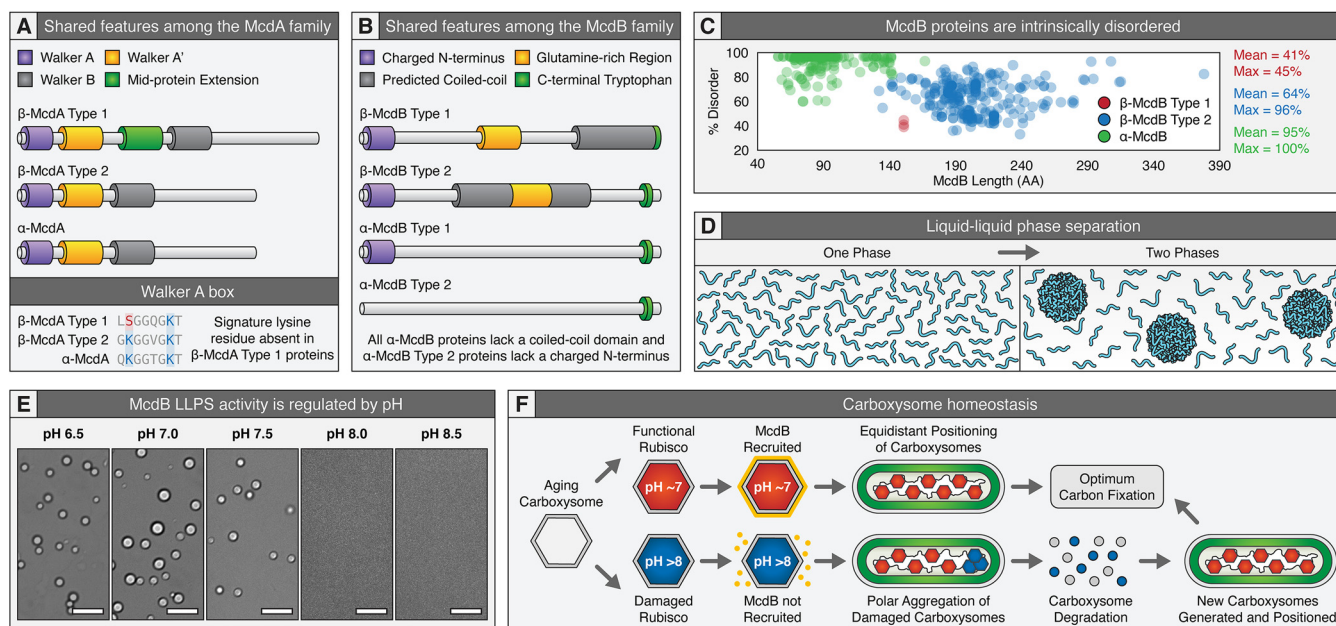 A Shared features among the McdA family
Walker A
Walker A'
Walker B
Mid-protein Extension
β-McdA Type 1
β-McdA Type 2
α-McdA
Walker A box
β-McdA Type 1 LSGGQGKT
β-McdA Type 2 GKGGVGKT
α-McdA QKGGTGKT
Signature lysine
residue absent in
β-McdA Type 1 proteins
B Shared features among the McdB family
Charged N-terminus
Glutamine-rich Region
Predicted Coiled-coil
C-terminal Tryptophan
β-McdB Type 1
β-McdB Type 2
α-McdB Type 1
α-McdB Type 2
All α-McdB proteins lack a coiled-coil domain and
α-McdB Type 2 proteins lack a charged N-terminus
C McdB proteins are intrinsically disordered
% Disorder
100
80
60
40
20
40 90 140 190 240 290 340 390
McdB Length (AA)
β-McdB Type 1
β-McdB Type 2
α-McdB
Mean = 41%
Max = 45%
Mean = 64%
Max = 96%
Mean = 95%
Max = 100%
D Liquid-liquid phase separation
One Phase
Two Phases
E McdB LLPS activity is regulated by pH
pH 6.5 pH 7.0 pH 7.5 pH 8.0 pH 8.5
F Carboxysome homeostasis
Aging
Carboxysome
Functional
Rubisco
pH ~7
McdB
Recruited
pH ~7
Equidistant Positioning
of Carboxysomes
Optimum
Carbon Fixation
pH >8
Damaged
Rubisco
pH >8
McdB not
Recruited
Polar Aggregation of
Damaged Carboxysomes
Carboxysome
Degradation
New Carboxysomes
Generated and Positioned